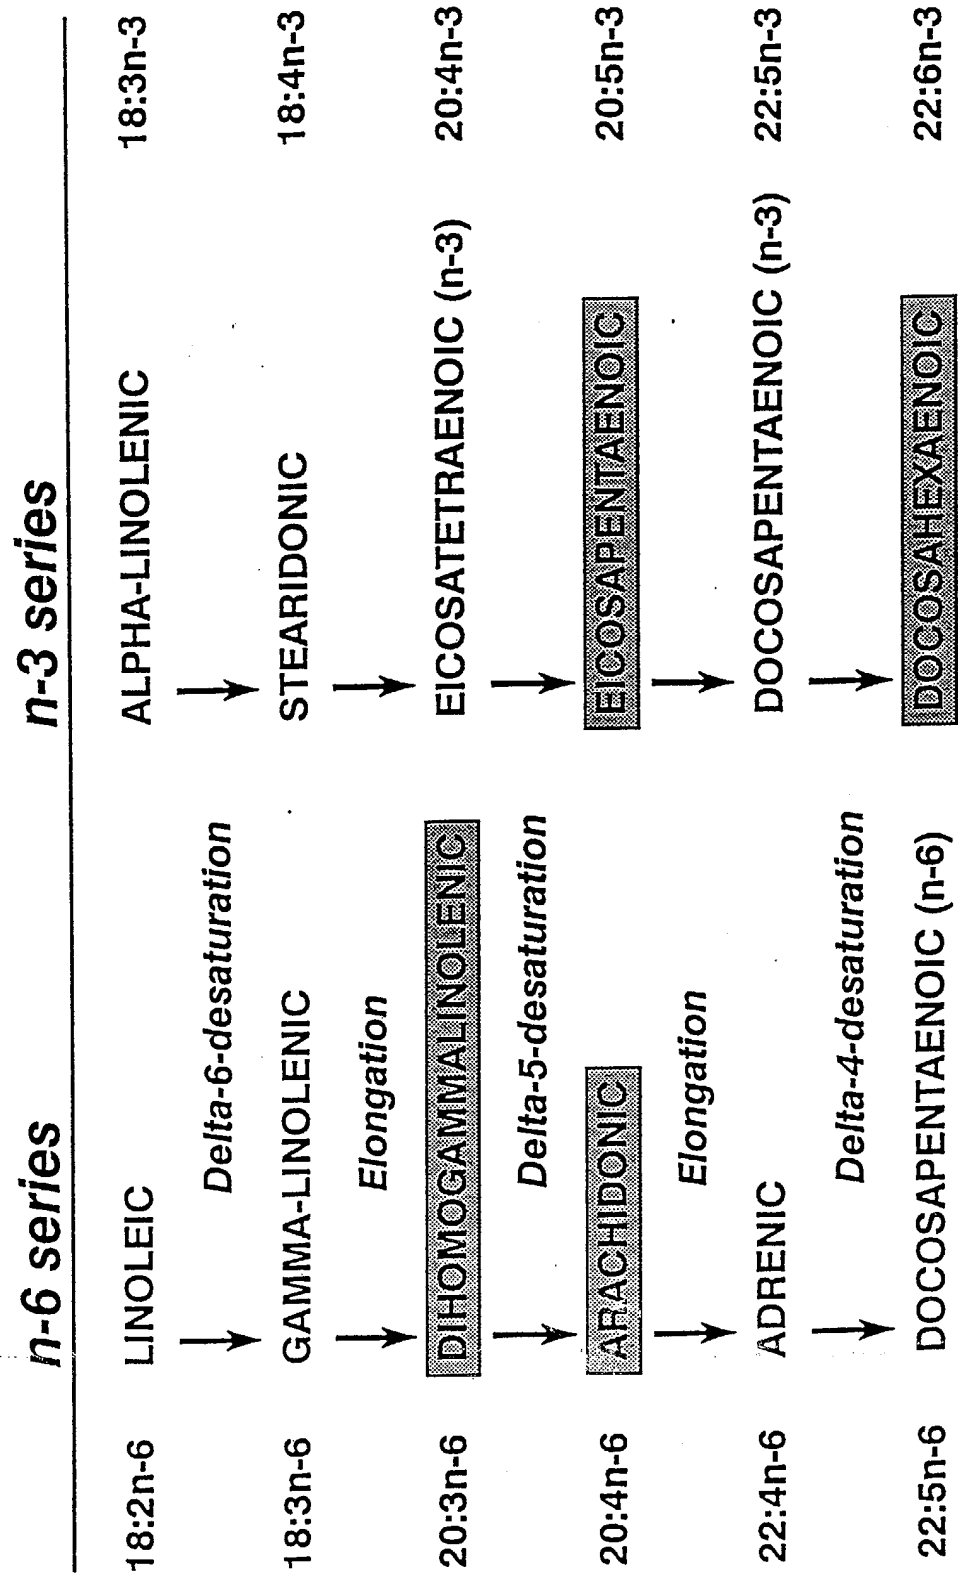 n-6 series n-3 series
18:2n-6 LINOLEIC ALPHA-LINOLENIC 18:3n-3
Delta-6-desaturation
18:3n-6 GAMMA-LINOLENIC STEARIDONIC 18:4n-3
Elongation
20:3n-6 DIHOMOGAMMALINOLENIC EICOSATETRAENOIC (n-3) 20:4n-3
Delta-5-desaturation
20:4n-6 ARACHIDONIC EICOSAPENTAENOIC 20:5n-3
Elongation
22:4n-6 ADRENIC DOCOSAPENTAENOIC (n-3) 22:5n-3
Delta-4-desaturation
22:5n-6 DOCOSAPENTAENOIC (n-6) DOCOSAHEXAENOIC 22:6n-3